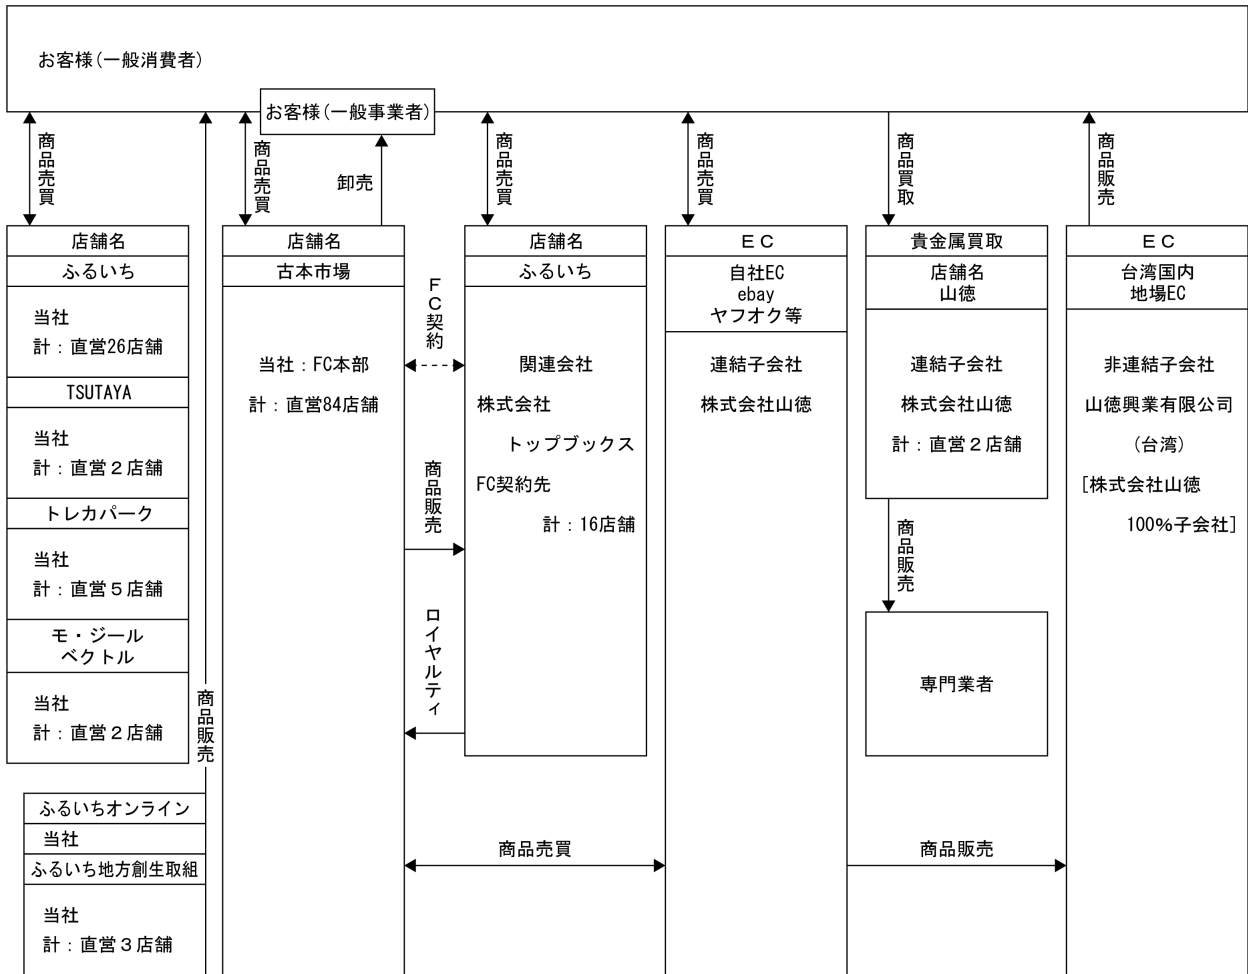 お客様(一般消費者)
お客様(一般事業者)
商品売買
商品売買
卸売
商品売買
商品売買
商品買取
商品販売
店舗名
ふるいち
当社
計：直営26店舗
TSUTAYA
当社
計：直営２店舗
トレカパーク
当社
計：直営５店舗
モ・ジール
ベクトル
当社
計：直営２店舗
商品販売
ふるいちオンライン
当社
ふるいち地方創生取組
当社
計：直営３店舗
店舗名
古本市場
当社：FC本部
計：直営84店舗
ＦＣ契約
商品販売
ロイヤルティ
店舗名
ふるいち
関連会社
株式会社
トップブックス
FC契約先
計：16店舗
商品売買
ＥＣ
自社EC
ebay
ヤフオク等
連結子会社
株式会社山徳
貴金属買取
店舗名
山徳
連結子会社
株式会社山徳
計：直営２店舗
商品販売
専門業者
商品販売
ＥＣ
台湾国内
地場EC
非連結子会社
山徳興業有限公司
(台湾)
[株式会社山徳
100%子会社]